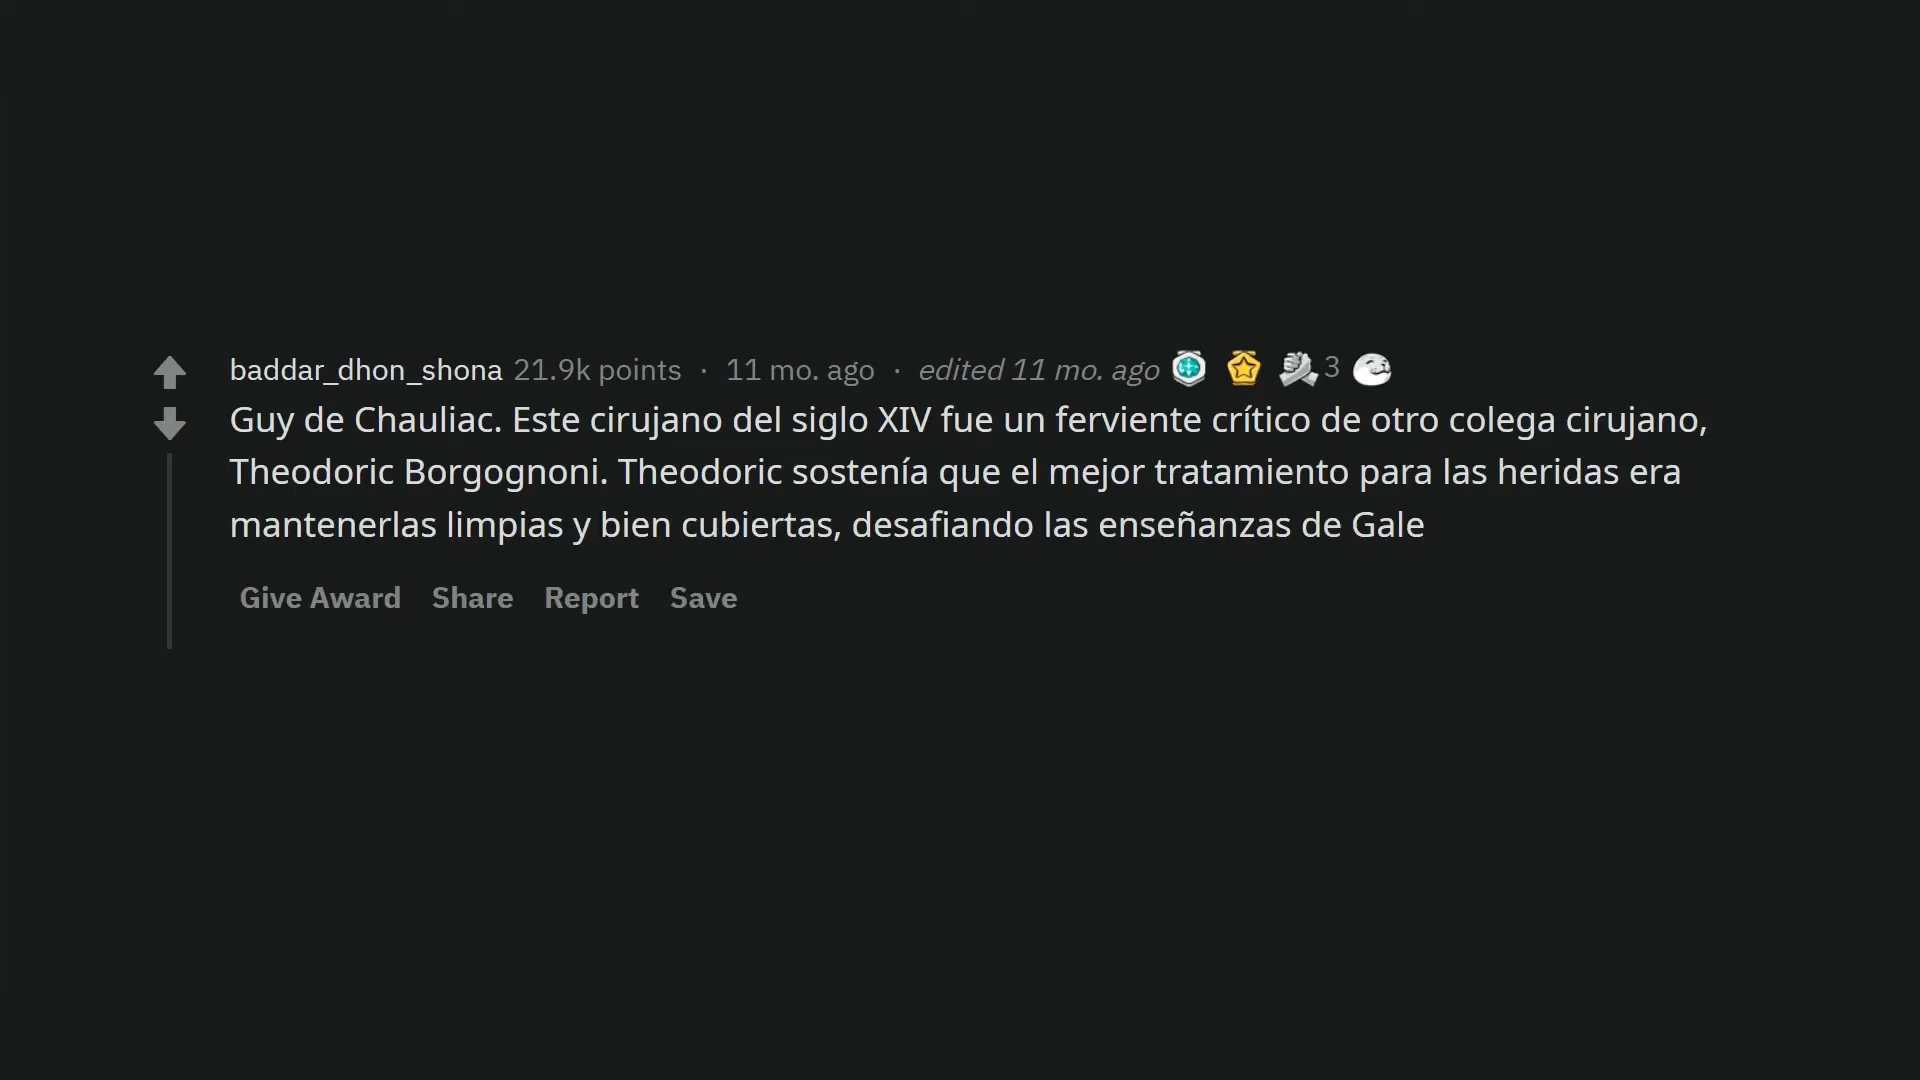 baddar_dhon_shona 21.9k points · 11 mo. ago · edited 11 mo. ago 3
Guy de Chauliac. Este cirujano del siglo XIV fue un ferviente crítico de otro colega cirujano,
Theodoric Borgognoni. Theodoric sostenía que el mejor tratamiento para las heridas era
mantenerlas limpias y bien cubiertas, desafiando las enseñanzas de Gale
Give Award Share Report Save